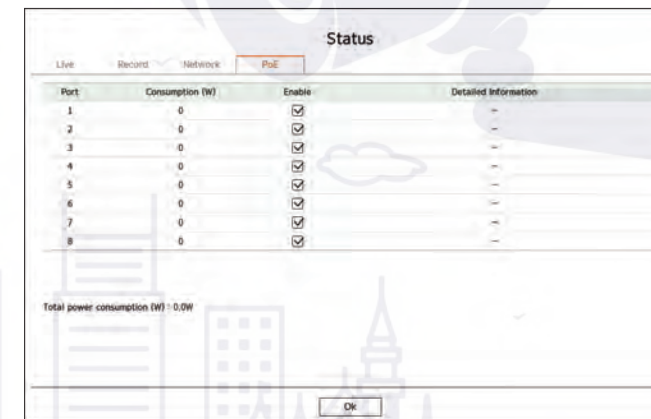 Status
Live Record Network PoE
Port Consumption (W) Enable Detailed Information
1 0 -
2 0 -
3 0 -
4 0 -
5 0 -
6 0 -
7 0 -
8 0 -
Total power consumption (W) : 0.0W
Ok